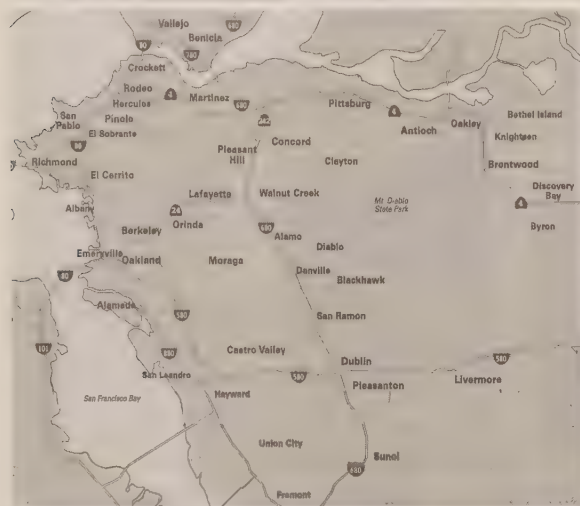 Vallejo
680
Benicia
80
780
Crockett
Rodeo
4
Martinez
680
Hercules
Pittsburg
4
San
Pablo
Pinole
242
Antioch
Oakley
Bethel Island
El Sobrante
Knightsen
80
Concord
Pleasant
Hill
Richmond
Clayton
Brentwood
El Cerrito
Lafayette
Walnut Creek
Discovery
Bay
Albany
24
Mt. Diablo
State Park
4
Berkeley
Orinda
680
Alamo
Byron
Diablo
Emeryville
Oakland
Moraga
80
Danville
Blackhawk
Alameda
580
San Ramon
101
880
Castro Valley
Dublin
580
San Leandro
580
Livermore
Pleasanton
San Francisco Bay
Hayward
Union City
Sunol
680
Fremont